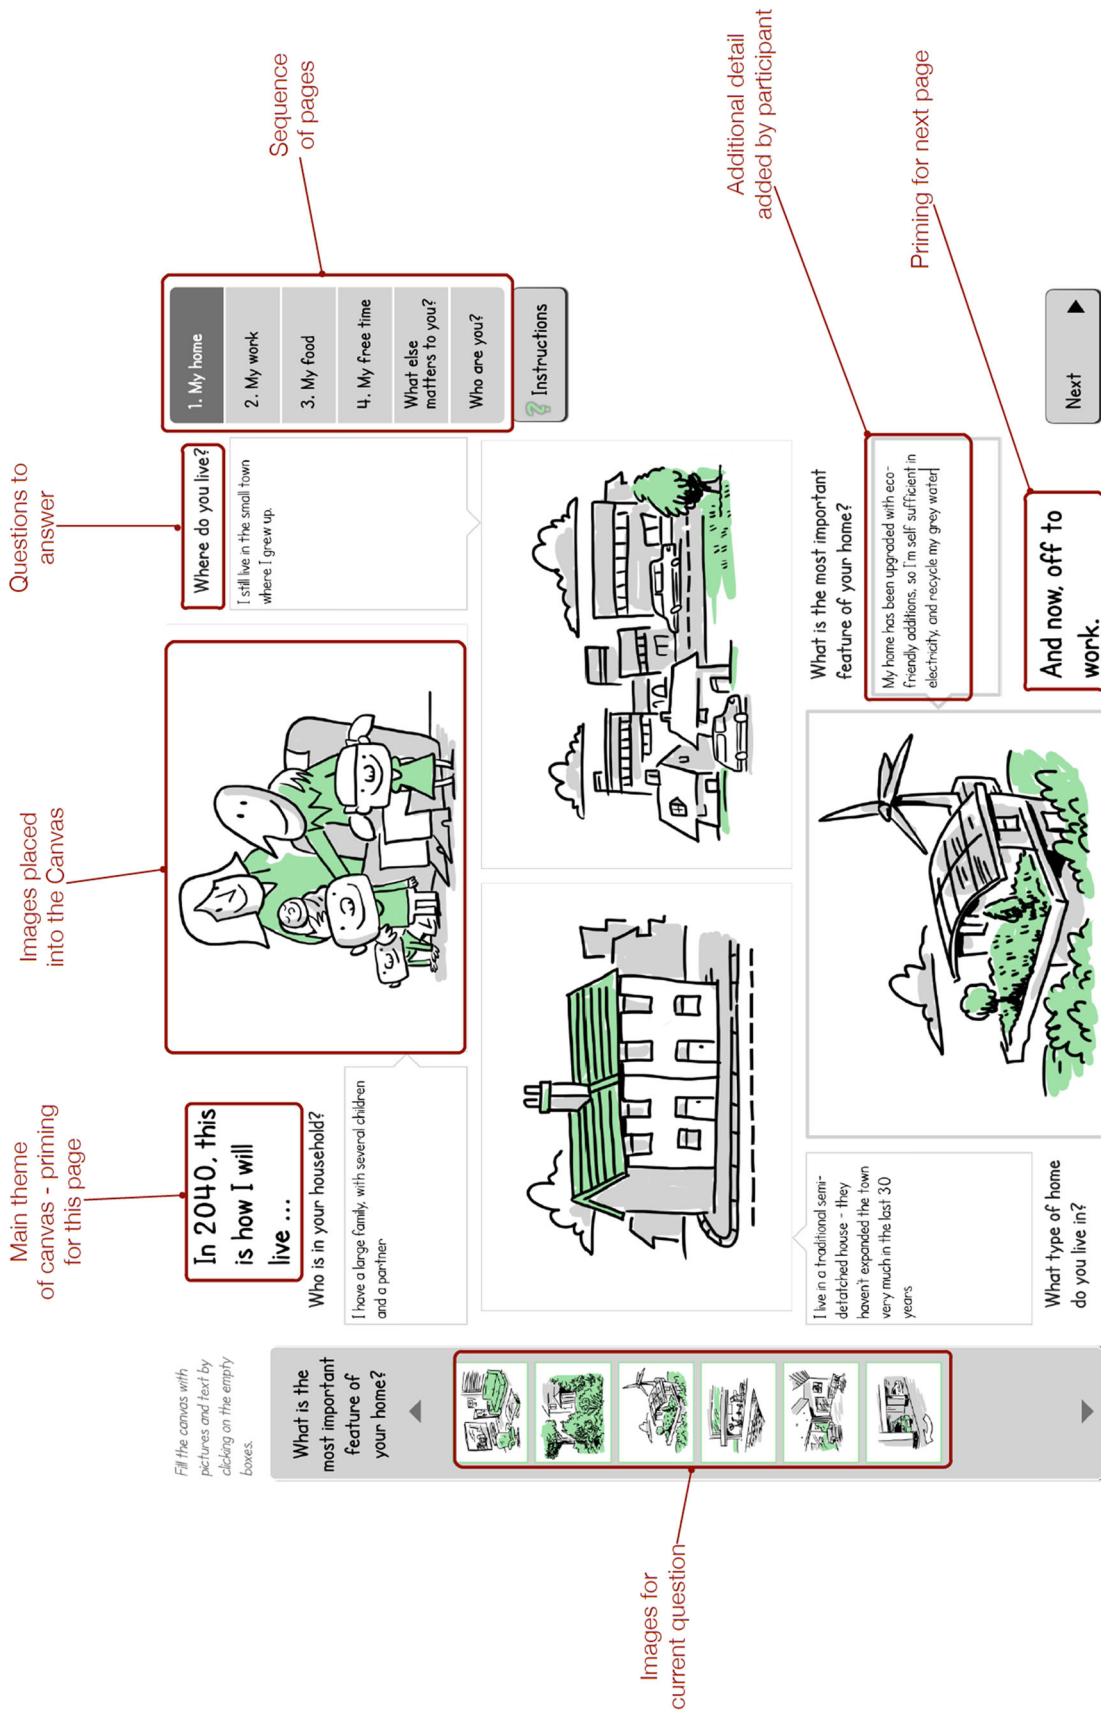 Main theme
of canvas - priming
for this page
Images placed
into the Canvas
Questions to
answer
Sequence
of pages
Fill the canvas with
pictures and text by
clicking on the empty
boxes.
What is the
most important
feature of
your home?
Images for
current question
In 2040, this
is how I will
live ...
Who is in your household?
I have a large family, with several children
and a partner
Where do you live?
I still live in the small town
where I grew up.
1. My home
2. My work
3. My food
4. My free time
What else
matters to you?
Who are you?
? Instructions
I live in a traditional semi-
detatched house - they
haven't expanded the town
very much in the last 30
years
What type of home
do you live in?
What is the most important
feature of your home?
My home has been upgraded with eco-
friendly additions, so I'm self sufficient in
electricity, and recycle my grey water
And now, off to
work.
Next
Additional detail
added by participant
Priming for next page